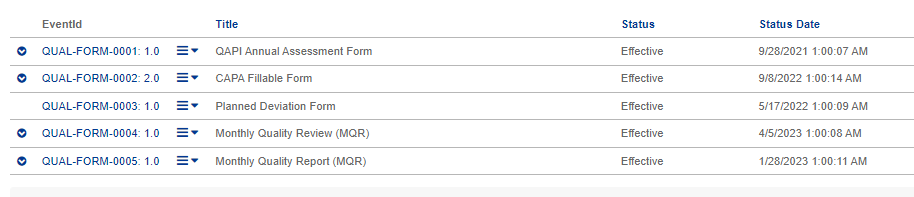 EventId Title Status Status Date
QUAL-FORM-0001: 1.0 QAPI Annual Assessment Form Effective 9/28/2021 1:00:07 AM
QUAL-FORM-0002: 2.0 CAPA Fillable Form Effective 9/8/2022 1:00:14 AM
QUAL-FORM-0003: 1.0 Planned Deviation Form Effective 5/17/2022 1:00:09 AM
QUAL-FORM-0004: 1.0 Monthly Quality Review (MQR) Effective 4/5/2023 1:00:08 AM
QUAL-FORM-0005: 1.0 Monthly Quality Report (MQR) Effective 1/28/2023 1:00:11 AM